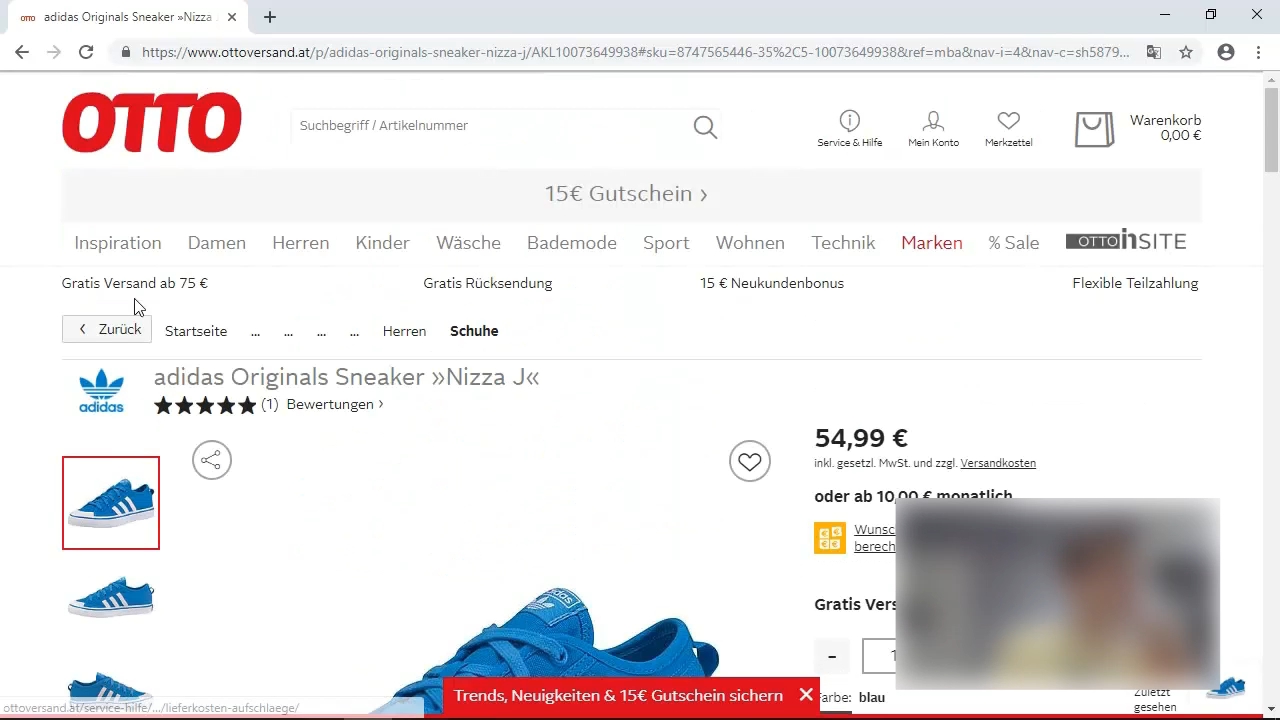 OTTO adidas Originals Sneaker »Nizza
https://www.ottoversand.at/p/adidas-originals-sneaker-nizza-j/AKL10073649938#sku=8747565446-35%2C5-10073649938&ref=mba&nav-i=4&nav-c=sh5879...
OTTO
Suchbegriff / Artikelnummer
Service & Hilfe
Mein Konto
Merkzettel
Warenkorb
0,00 €
15€ Gutschein ›
Inspiration Damen Herren Kinder Wäsche Bademode Sport Wohnen Technik Marken % Sale OTTO inSITE
Gratis Versand ab 75 € Gratis Rücksendung 15 € Neukundenbonus Flexible Teilzahlung
Zurück Startseite ... ... ... ... Herren Schuhe
adidas
adidas Originals Sneaker »Nizza J«
(1) Bewertungen ›
54,99 €
inkl. gesetzl. MwSt. und zzgl. Versandkosten
oder ab 10,00 € monatlich
Wunsc
berech
Gratis Vers
- 1
Farbe: blau
Zuletzt
gesehen
adidas
Trends, Neuigkeiten & 15€ Gutschein sichern
ottoversand.at/service-hilfe/.../lieferkosten-aufschlaege/